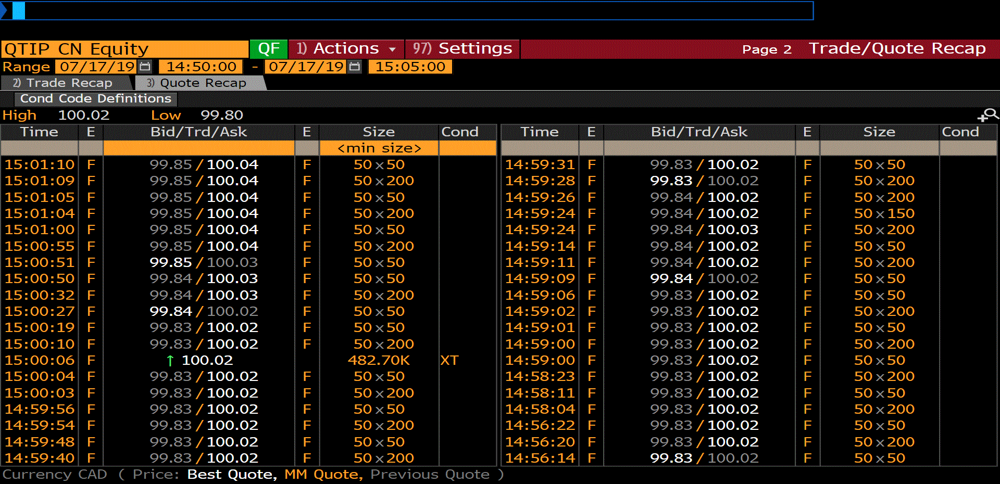 QTIP CN Equity QF 1) Actions 97) Settings Page 2 Trade/Quote Recap
Range 07/17/19 14:50:00 - 07/17/19 15:05:00
2) Trade Recap 3) Quote Recap
Cond Code Definitions
High 100.02 Low 99.80
Time E Bid/Trd/Ask E Size Cond Time E Bid/Trd/Ask E Size Cond
<min size>
15:01:10 F 99.85 / 100.04 F 50 x 50 14:59:31 F 99.83 / 100.02 F 50 x 50
15:01:09 F 99.85 / 100.04 F 50 x 200 14:59:28 F 99.83 / 100.02 F 50 x 200
15:01:05 F 99.85 / 100.04 F 50 x 50 14:59:26 F 99.84 / 100.02 F 50 x 200
15:01:04 F 99.85 / 100.04 F 50 x 200 14:59:24 F 99.84 / 100.02 F 50 x 150
15:01:00 F 99.85 / 100.04 F 50 x 50 14:59:24 F 99.84 / 100.03 F 50 x 200
15:00:55 F 99.85 / 100.04 F 50 x 200 14:59:14 F 99.84 / 100.02 F 50 x 50
15:00:51 F 99.85 / 100.03 F 50 x 50 14:59:11 F 99.84 / 100.02 F 50 x 200
15:00:50 F 99.84 / 100.03 F 50 x 50 14:59:09 F 99.84 / 100.02 F 50 x 50
15:00:32 F 99.84 / 100.03 F 50 x 200 14:59:06 F 99.83 / 100.02 F 50 x 50
15:00:27 F 99.84 / 100.02 F 50 x 50 14:59:02 F 99.83 / 100.02 F 50 x 200
15:00:19 F 99.83 / 100.02 F 50 x 50 14:59:01 F 99.83 / 100.02 F 50 x 50
15:00:10 F 99.83 / 100.02 F 50 x 200 14:59:00 F 99.83 / 100.02 F 50 x 200
15:00:06 F ↑ 100.02 482.70K XT 14:59:00 F 99.83 / 100.02 F 50 x 50
15:00:04 F 99.83 / 100.02 F 50 x 50 14:58:23 F 99.83 / 100.02 F 50 x 200
15:00:03 F 99.83 / 100.02 F 50 x 200 14:58:11 F 99.83 / 100.02 F 50 x 50
14:59:56 F 99.83 / 100.02 F 50 x 50 14:58:04 F 99.83 / 100.02 F 50 x 200
14:59:54 F 99.83 / 100.02 F 50 x 200 14:56:22 F 99.83 / 100.02 F 50 x 50
14:59:48 F 99.83 / 100.02 F 50 x 50 14:56:20 F 99.83 / 100.02 F 50 x 200
14:59:40 F 99.83 / 100.02 F 50 x 200 14:56:14 F 99.83 / 100.02 F 50 x 50
Currency CAD ( Price: Best Quote, MM Quote, Previous Quote )